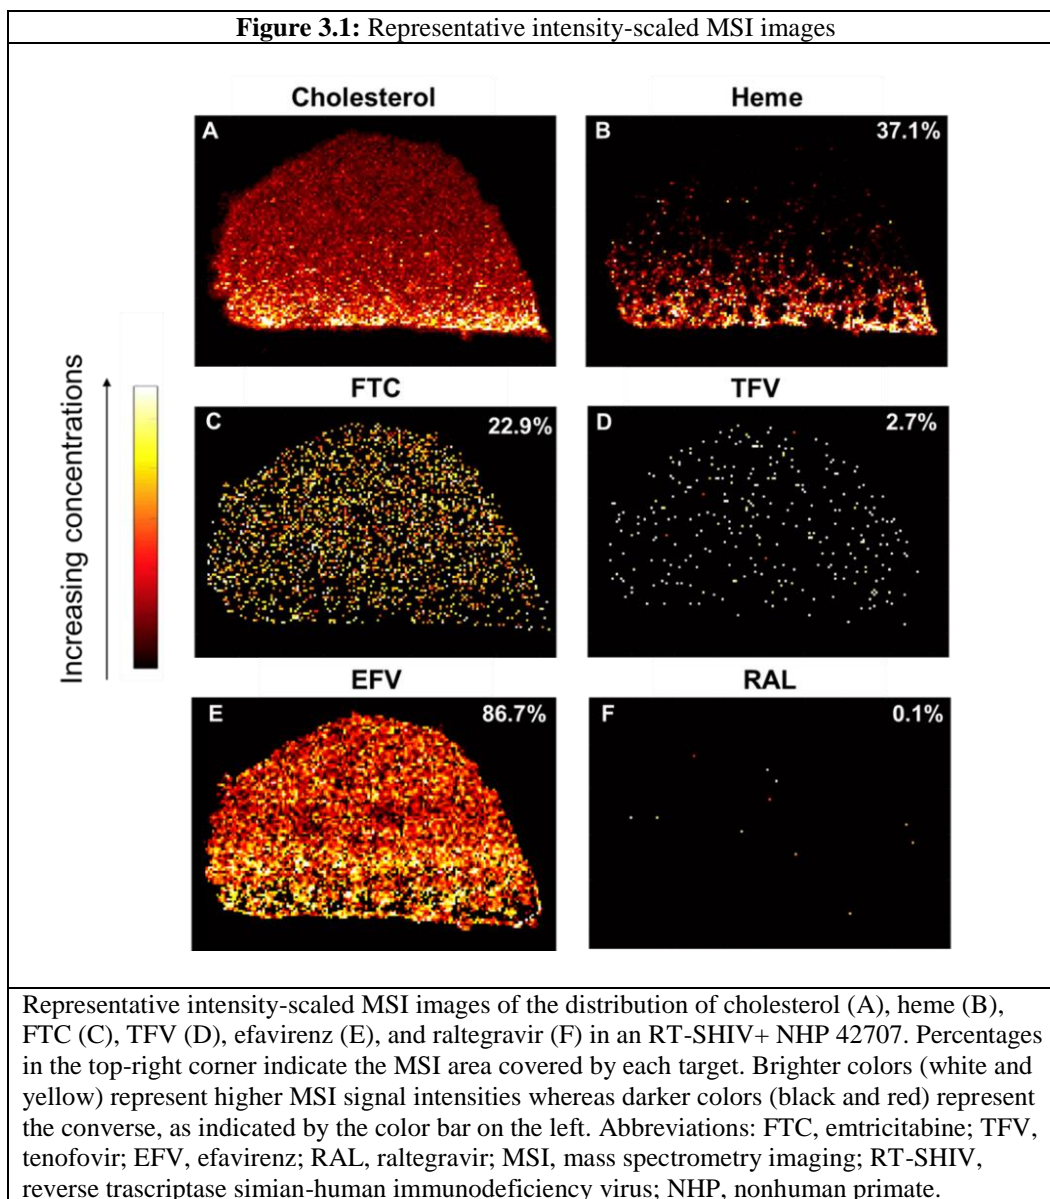 Figure 3.1: Representative intensity-scaled MSI images
Cholesterol
Heme
A
B
37.1%
FTC
TFV
C
22.9%
D
2.7%
EFV
RAL
E
86.7%
F
0.1%
Increasing concentrations
Representative intensity-scaled MSI images of the distribution of cholesterol (A), heme (B),
FTC (C), TFV (D), efavirenz (E), and raltegravir (F) in an RT-SHIV+ NHP 42707. Percentages
in the top-right corner indicate the MSI area covered by each target. Brighter colors (white and
yellow) represent higher MSI signal intensities whereas darker colors (black and red) represent
the converse, as indicated by the color bar on the left. Abbreviations: FTC, emtricitabine; TFV,
tenofovir; EFV, efavirenz; RAL, raltegravir; MSI, mass spectrometry imaging; RT-SHIV,
reverse trascriptase simian-human immunodeficiency virus; NHP, nonhuman primate.